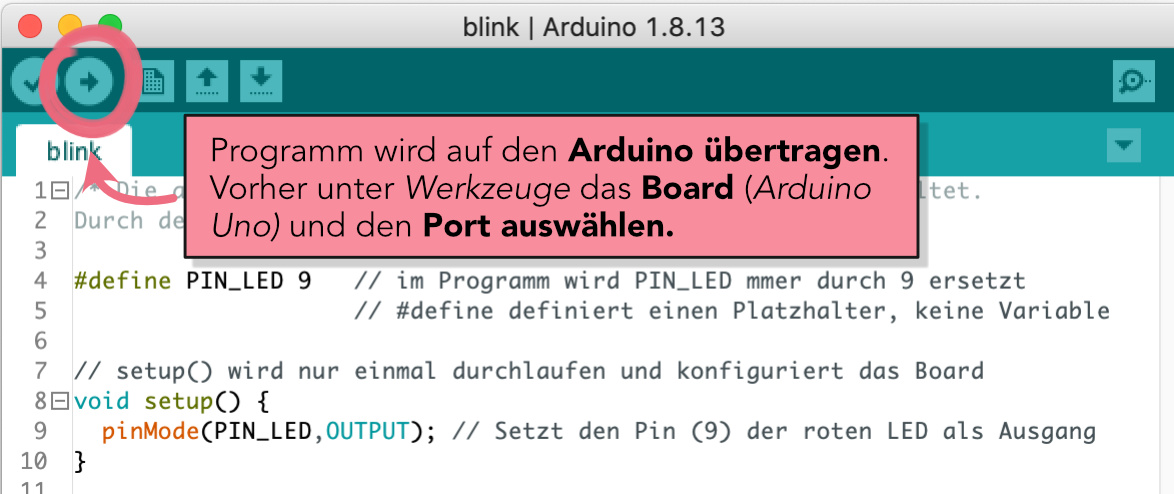 blink | Arduino 1.8.13
blink
Programm wird auf den Arduino übertragen.
Vorher unter Werkzeuge das Board (Arduino
Uno) und den Port auswählen.
1 /* Die ltet.
2 Durch de
3
4 #define PIN_LED 9 // im Programm wird PIN_LED mmer durch 9 ersetzt
5 // #define definiert einen Platzhalter, keine Variable
6
7 // setup() wird nur einmal durchlaufen und konfiguriert das Board
8 void setup() {
9 pinMode(PIN_LED,OUTPUT); // Setzt den Pin (9) der roten LED als Ausgang
10 }
11